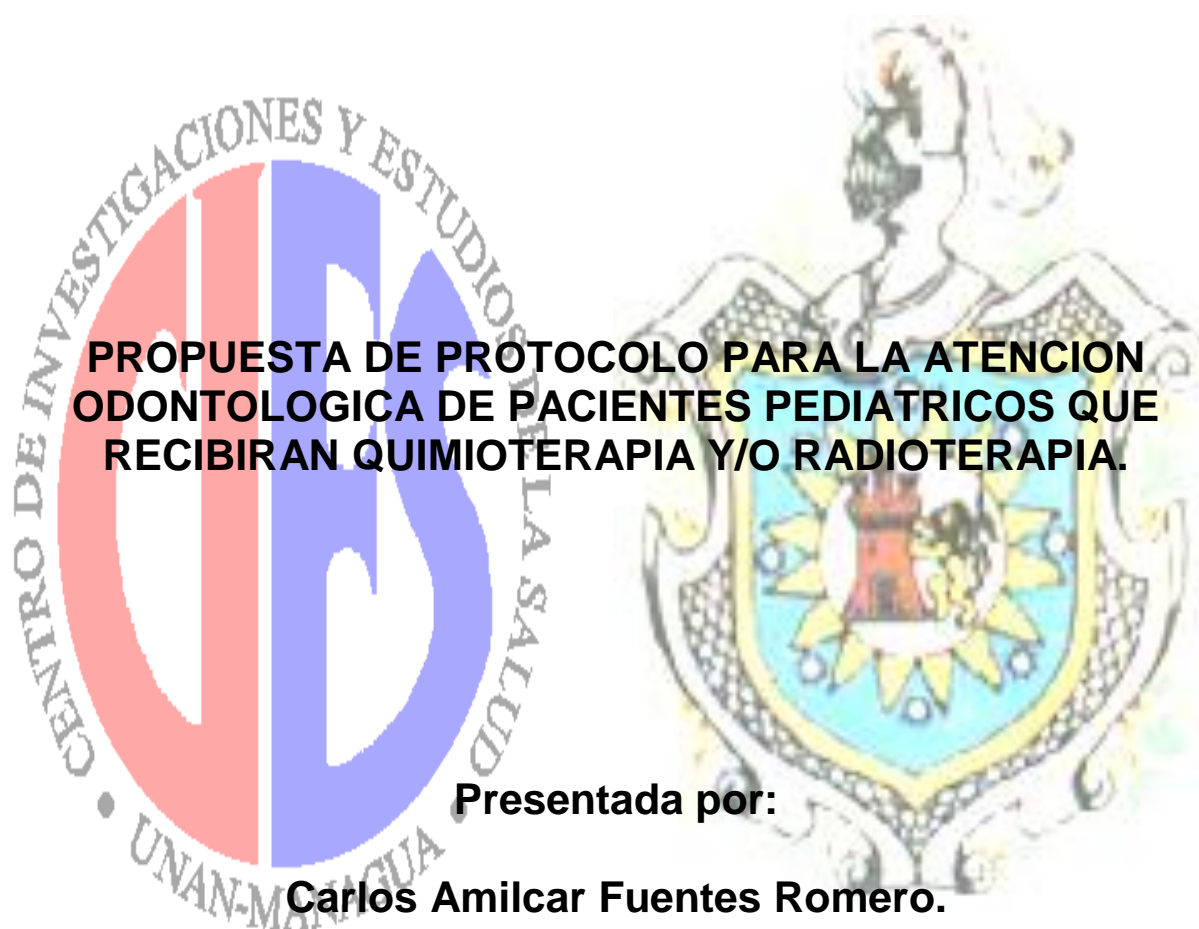 CENTRO DE INVESTIGACIONES Y ESTUDIOS DE LA SALUD
CIES
• UNAN-MANAGUA •
PROPUESTA DE PROTOCOLO PARA LA ATENCION
ODONTOLOGICA DE PACIENTES PEDIATRICOS QUE
RECIBIRAN QUIMIOTERAPIA Y/O RADIOTERAPIA.
Presentada por:
Carlos Amilcar Fuentes Romero.